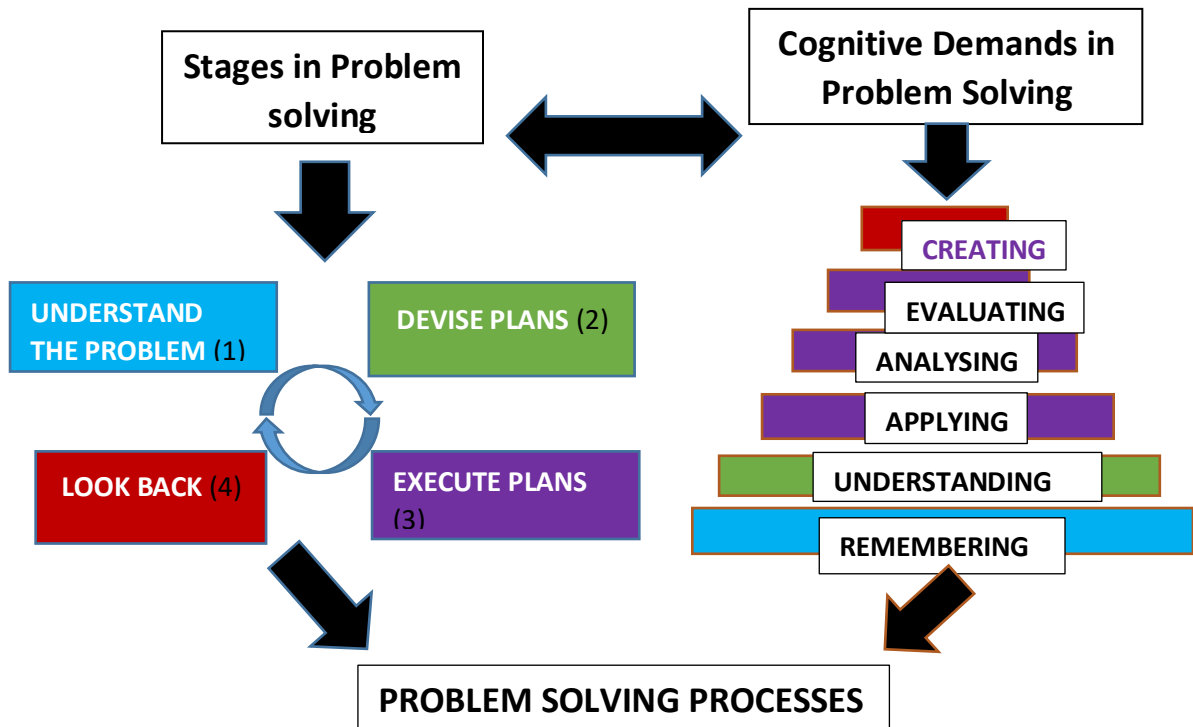 Stages in Problem
solving
Cognitive Demands in
Problem Solving
UNDERSTAND
THE PROBLEM (1)
DEVISE PLANS (2)
LOOK BACK (4)
EXECUTE PLANS
(3)
CREATING
EVALUATING
ANALYSING
APPLYING
UNDERSTANDING
REMEMBERING
PROBLEM SOLVING PROCESSES